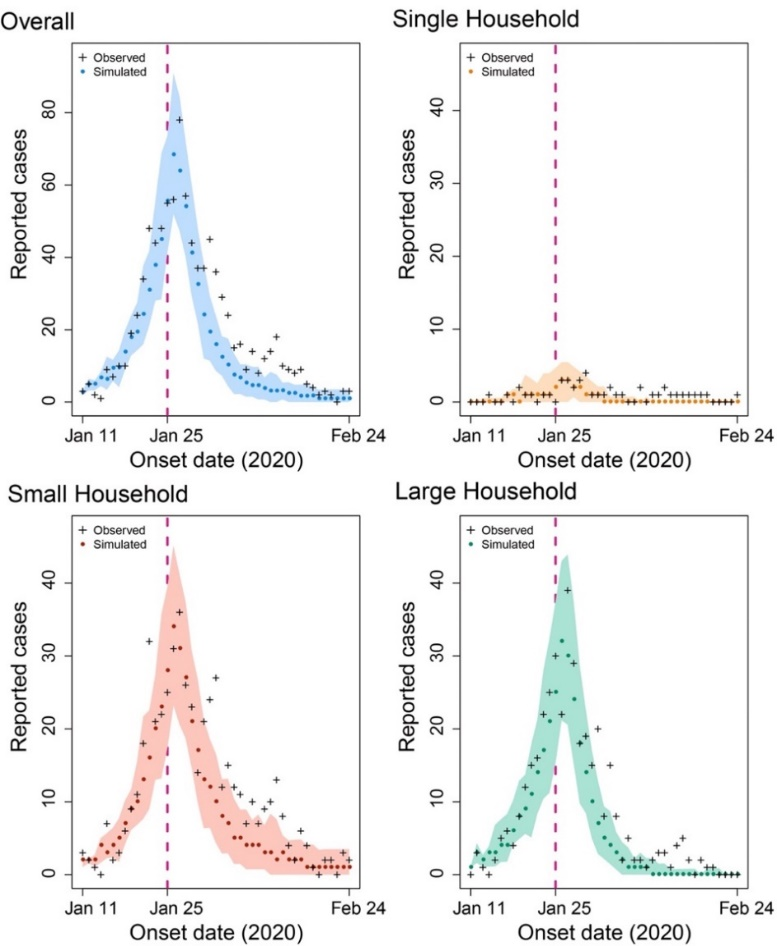 Overall
+ Observed
• Simulated
Reported cases
80
60
40
20
0
Jan 11 Jan 25 Feb 24
Onset date (2020)
Single Household
+ Observed
• Simulated
Reported cases
40
30
20
10
0
Jan 11 Jan 25 Feb 24
Onset date (2020)
Small Household
+ Observed
• Simulated
Reported cases
40
30
20
10
0
Jan 11 Jan 25 Feb 24
Onset date (2020)
Large Household
+ Observed
• Simulated
Reported cases
40
30
20
10
0
Jan 11 Jan 25 Feb 24
Onset date (2020)